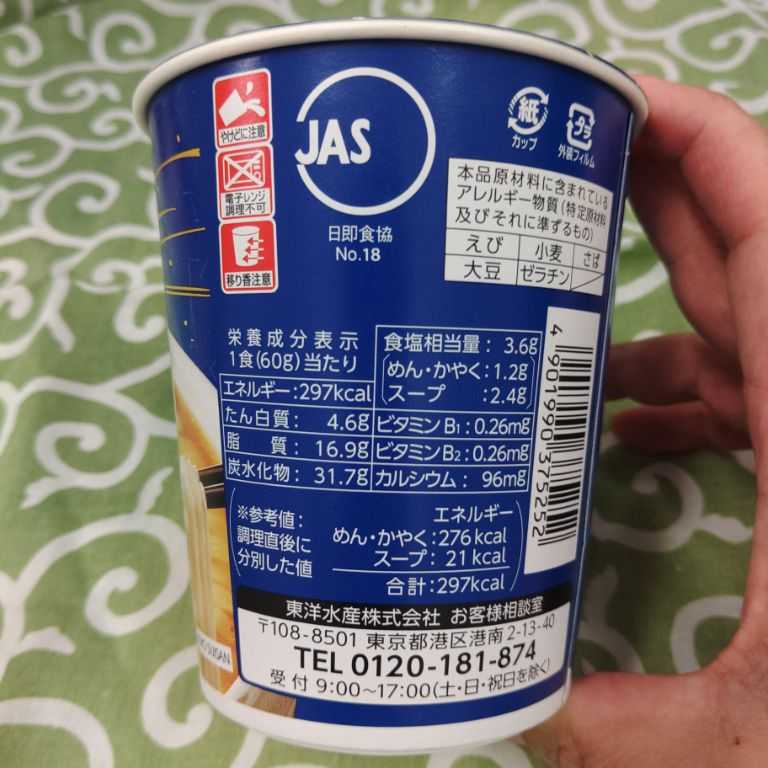 やけどに注意
電子レンジ
調理不可
移り香注意
JAS
日即食協
No.18
紙
カップ
プラ
外装フィルム
本品原材料に含まれている
アレルギー物質(特定原材料
及びそれに準ずるもの)
えび 小麦 さば
大豆 ゼラチン
栄養成分表示
1食(60g)当たり
エネルギー:297kcal
たん白質: 4.6g
脂 質: 16.9g
炭水化物: 31.7g
食塩相当量: 3.6g
(めん・かやく:1.2g
スープ :2.4g)
ビタミンB1:0.26mg
ビタミンB2:0.26mg
カルシウム: 96mg
(※参考値:
調理直後に
分別した値
エネルギー
めん・かやく:276kcal
スープ: 21kcal
合計:297kcal)
4901990375252
東洋水産株式会社 お客様相談室
〒108-8501 東京都港区港南2-13-40
TEL 0120-181-874
受付 9:00~17:00(土・日・祝日を除く)